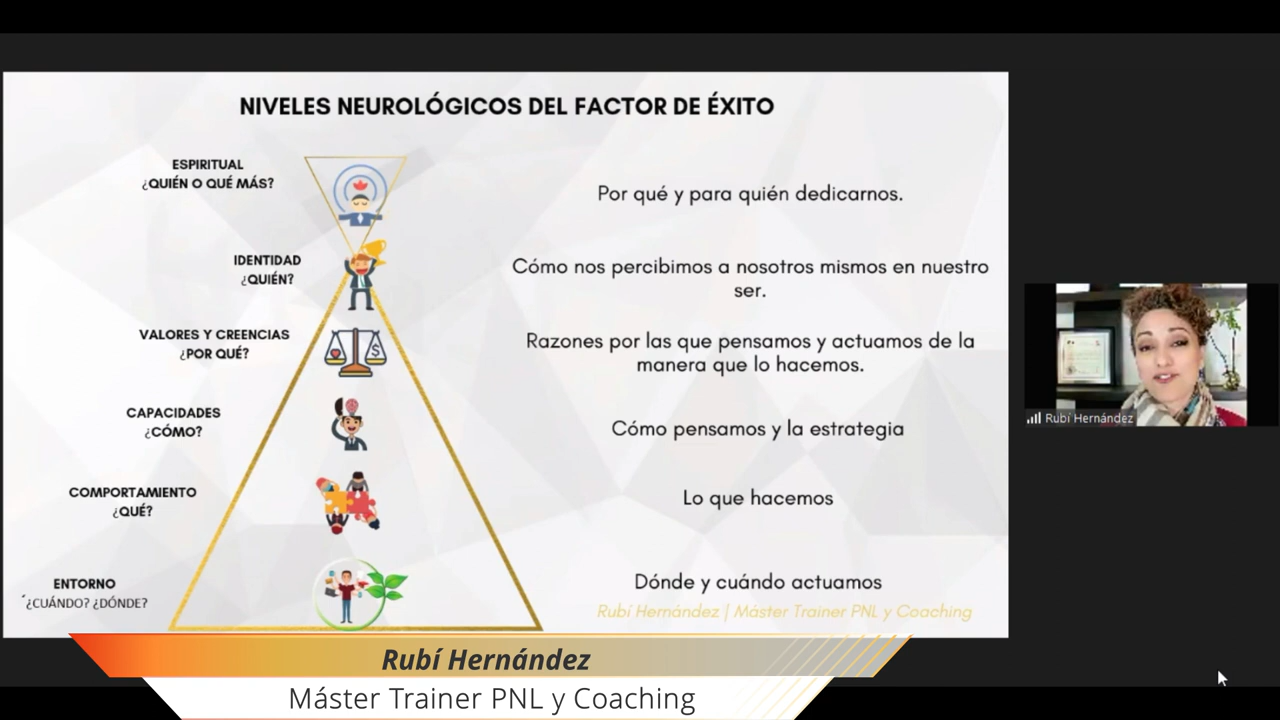 NIVELES NEUROLÓGICOS DEL FACTOR DE ÉXITO
ESPIRITUAL
¿QUIÉN O QUÉ MÁS?
Por qué y para quién dedicarnos.
IDENTIDAD
¿QUIÉN?
Cómo nos percibimos a nosotros mismos en nuestro
ser.
VALORES Y CREENCIAS
¿POR QUÉ?
Razones por las que pensamos y actuamos de la
manera que lo hacemos.
CAPACIDADES
¿CÓMO?
Cómo pensamos y la estrategia
COMPORTAMIENTO
¿QUÉ?
Lo que hacemos
ENTORNO
´¿CUÁNDO? ¿DÓNDE?
Dónde y cuándo actuamos
Rubí Hernández | Máster Trainer PNL y Coaching
Rubí Hernández
Rubí Hernández
Máster Trainer PNL y Coaching